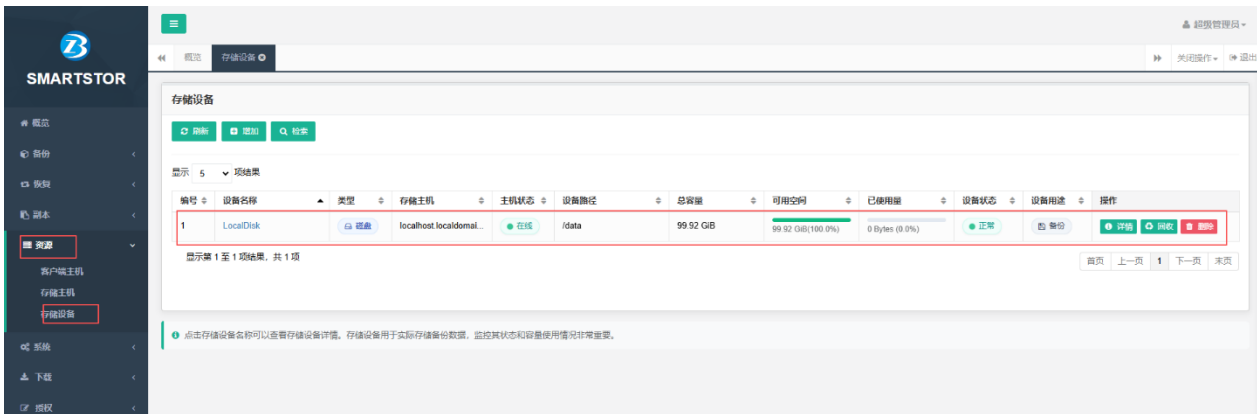 SMARTSTOR
概览
备份
恢复
副本
资源
客户端主机
存储主机
存储设备
系统
下载
授权
超级管理员
概览 存储设备 关闭操作 退出
存储设备
刷新 增加 检索
显示 5 项结果
编号 设备名称 类型 存储主机 主机状态 设备路径 总容量 可用空间 已使用量 设备状态 设备用途 操作
1 LocalDisk 磁盘 localhost.localdomai... 在线 /data 99.92 GiB 99.92 GiB(100.0%) 0 Bytes (0.0%) 正常 备份 详情 回收 删除
显示第 1 至 1 项结果，共 1 项
首页 上一页 1 下一页 末页
点击存储设备名称可以查看存储设备详情。存储设备用于实际存储备份数据，监控其状态和容量使用情况非常重要。